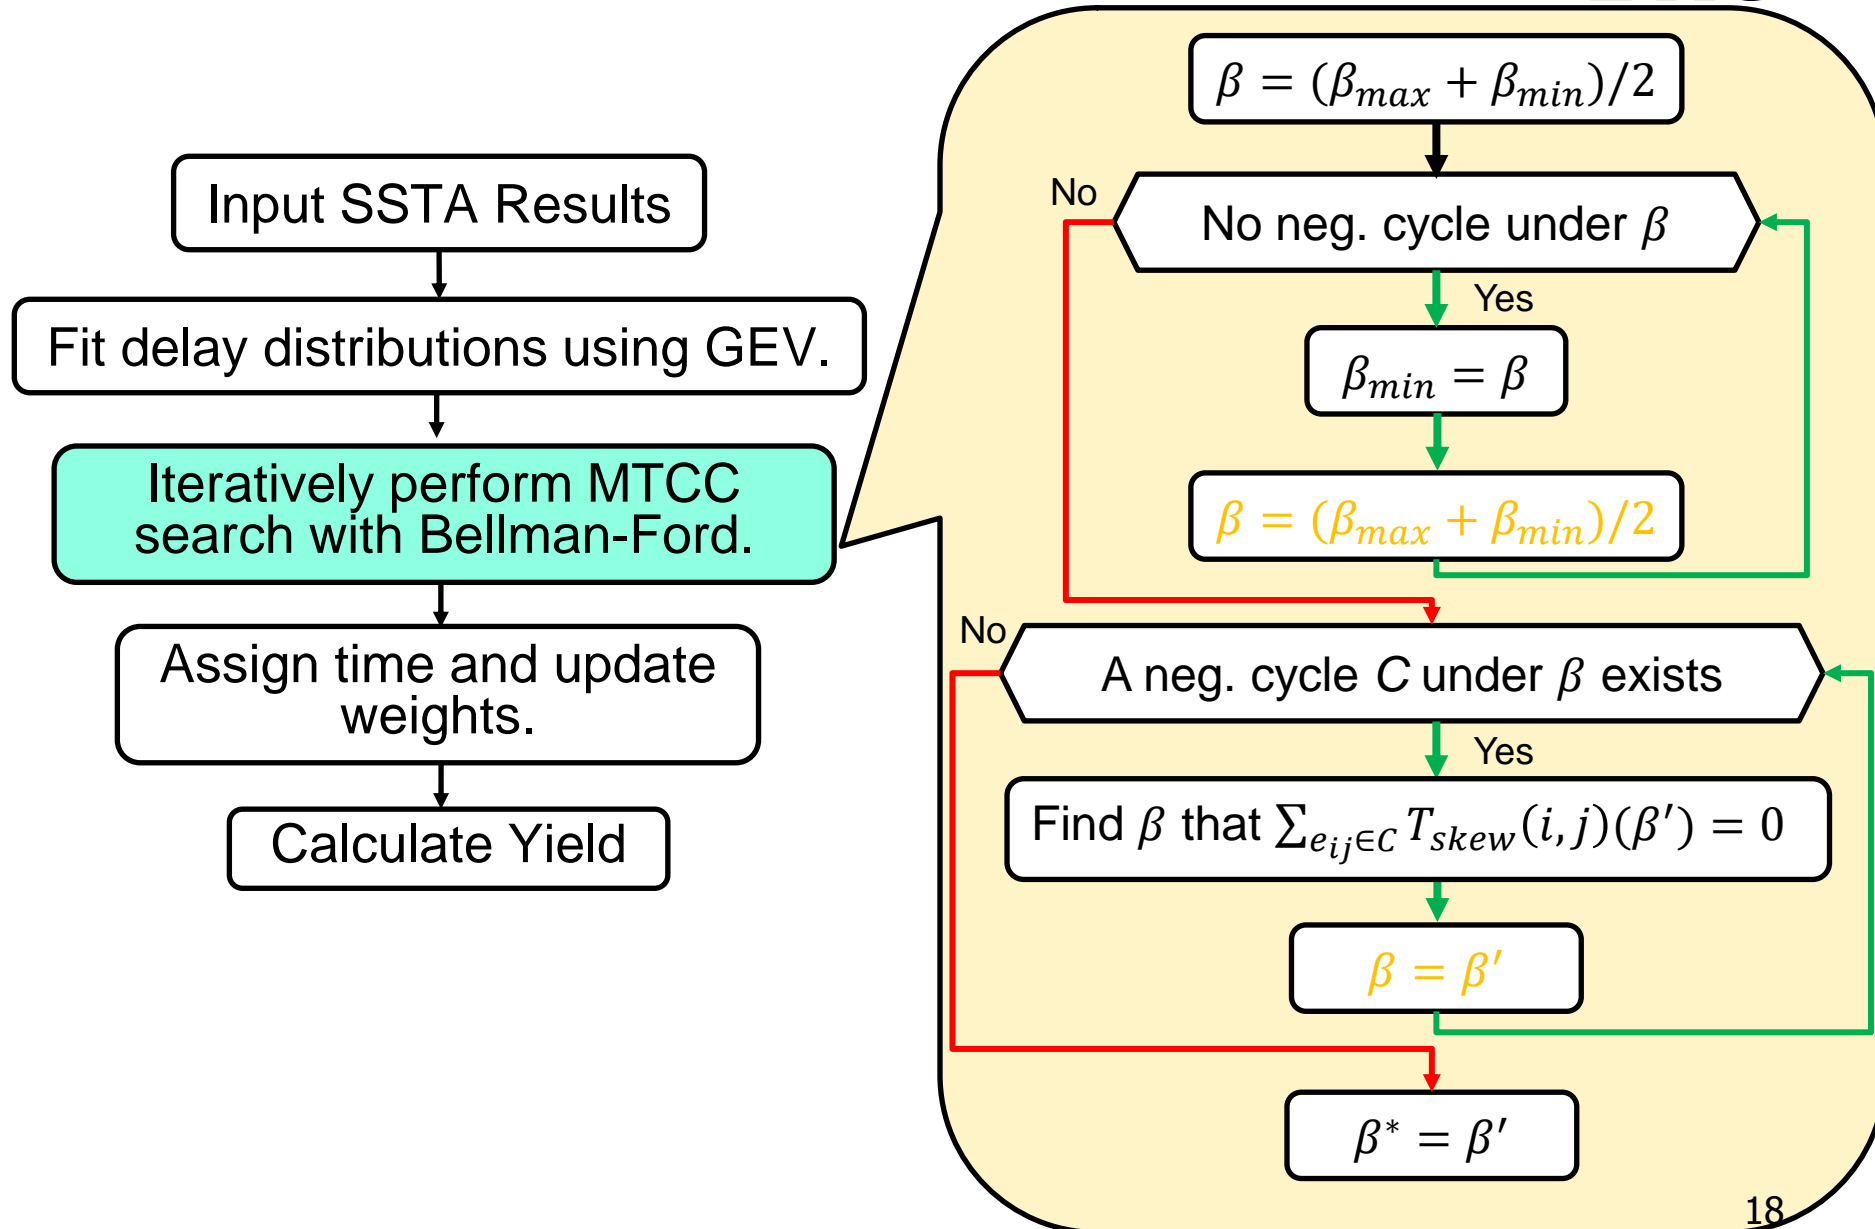 Input SSTA Results
Fit delay distributions using GEV.
Iteratively perform MTCC
search with Bellman-Ford.
Assign time and update
weights.
Calculate Yield
β = (βmax + βmin)/2
No
No neg. cycle under β
Yes
βmin = β
β = (βmax + βmin)/2
No
A neg. cycle C under β exists
Yes
Find β that ∑eij∈C Tskew(i, j)(β′) = 0
β = β′
β* = β′
18